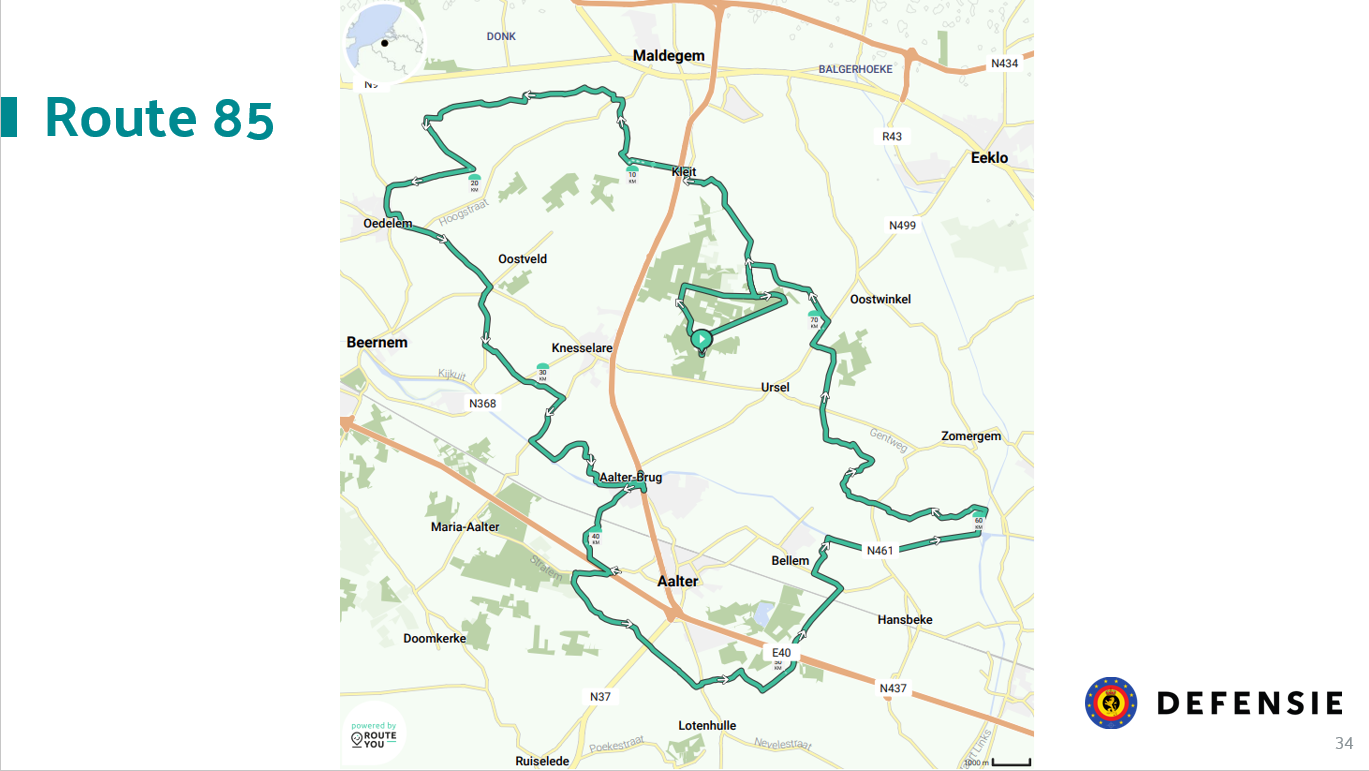 Route 85
DONK
Maldegem
BALGERHOEKE
N434
R43
Eeklo
Kleit
10
KM
20
KM
Oedelem
Hoogstraat
N499
Oostveld
Oostwinkel
70
KM
Beernem
Knesselare
30
KM
Kijkuit
Ursel
N368
Gentweg
Zomergem
Aalter-Brug
Maria-Aalter
60
KM
40
KM
N461
Bellem
Aalter
Hansbeke
Doomkerke
E40
50
KM
N437
N37
Lotenhulle
powered by
ROUTE
YOU
Poekestraat
Nevelestraat
Ruiselede
1000 m
DEFENSIE
34